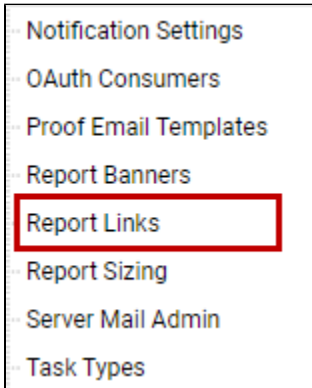 Notification Settings
OAuth Consumers
Proof Email Templates
Report Banners
Report Links
Report Sizing
Server Mail Admin
Task Types